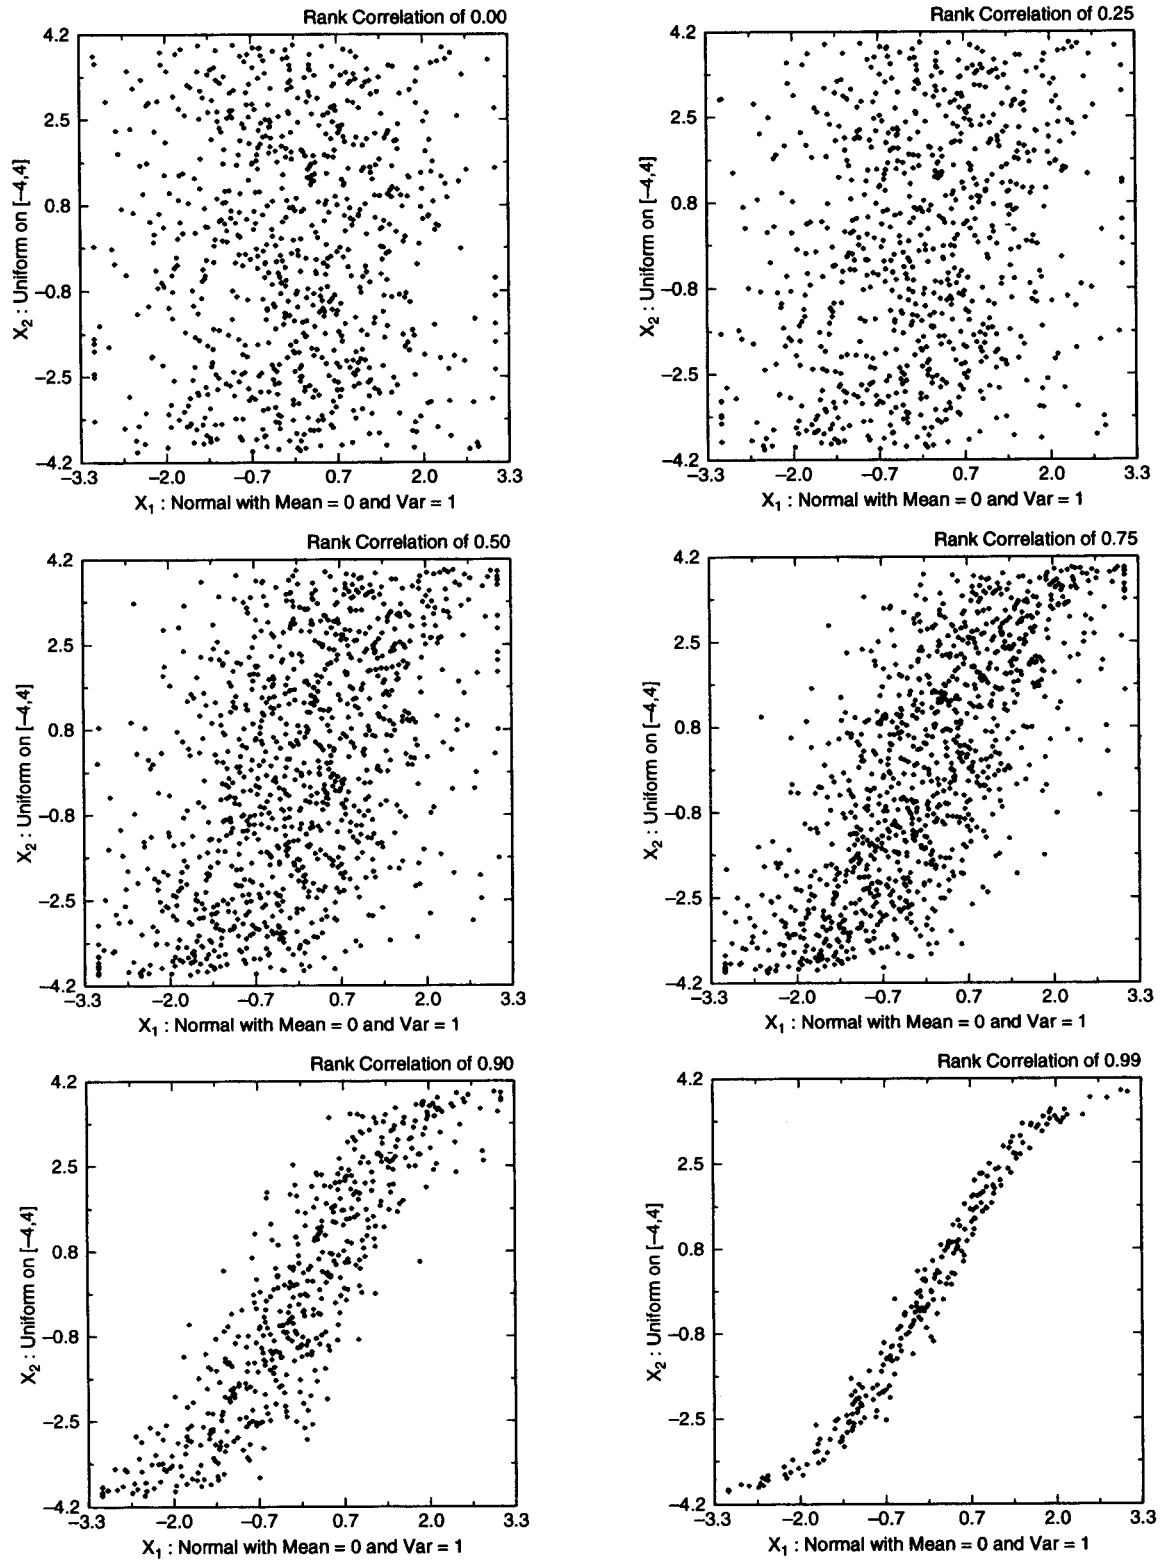 Rank Correlation of 0.00
4.2
2.5
0.8
−0.8
−2.5
−4.2
X2 : Uniform on [−4,4]
−3.3 −2.0 −0.7 0.7 2.0 3.3
X1 : Normal with Mean = 0 and Var = 1
Rank Correlation of 0.25
4.2
2.5
0.8
−0.8
−2.5
−4.2
X2 : Uniform on [−4,4]
−3.3 −2.0 −0.7 0.7 2.0 3.3
X1 : Normal with Mean = 0 and Var = 1
Rank Correlation of 0.50
4.2
2.5
0.8
−0.8
−2.5
−4.2
X2 : Uniform on [−4,4]
−3.3 −2.0 −0.7 0.7 2.0 3.3
X1 : Normal with Mean = 0 and Var = 1
Rank Correlation of 0.75
4.2
2.5
0.8
−0.8
−2.5
−4.2
X2 : Uniform on [−4,4]
−3.3 −2.0 −0.7 0.7 2.0 3.3
X1 : Normal with Mean = 0 and Var = 1
Rank Correlation of 0.90
4.2
2.5
0.8
−0.8
−2.5
−4.2
X2 : Uniform on [−4,4]
−3.3 −2.0 −0.7 0.7 2.0 3.3
X1 : Normal with Mean = 0 and Var = 1
Rank Correlation of 0.99
4.2
2.5
0.8
−0.8
−2.5
−4.2
X2 : Uniform on [−4,4]
−3.3 −2.0 −0.7 0.7 2.0 3.3
X1 : Normal with Mean = 0 and Var = 1